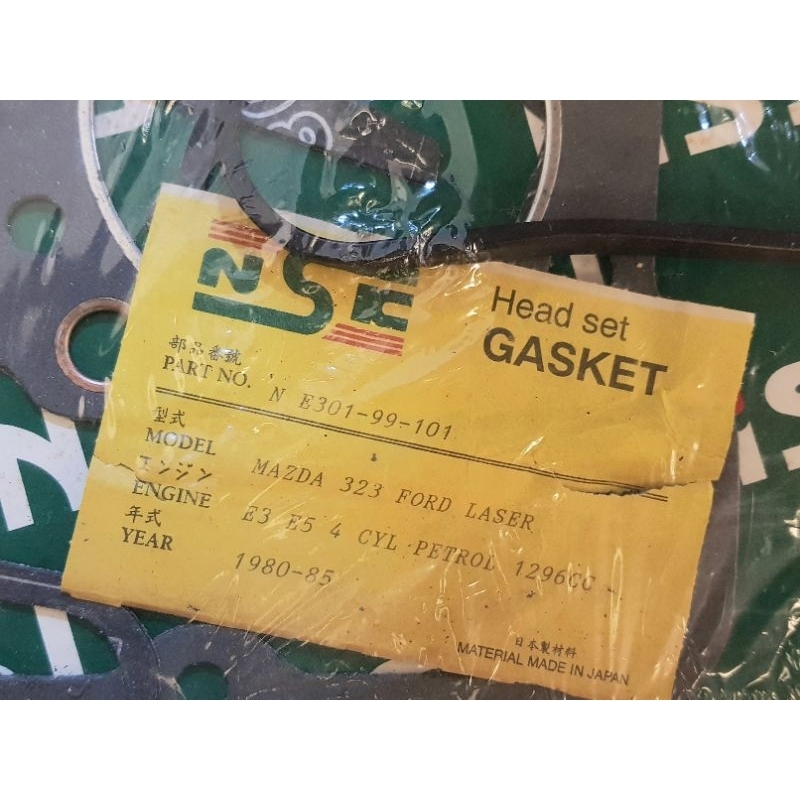 NSE
Head set
GASKET
部品番號
PART NO. N E301-99-101
型式
MODEL MAZDA 323 FORD LASER
エンジン
ENGINE E3 E5 4 CYL PETROL 1296CC -
年式
YEAR 1980-85
日本製材料
MATERIAL MADE IN JAPAN